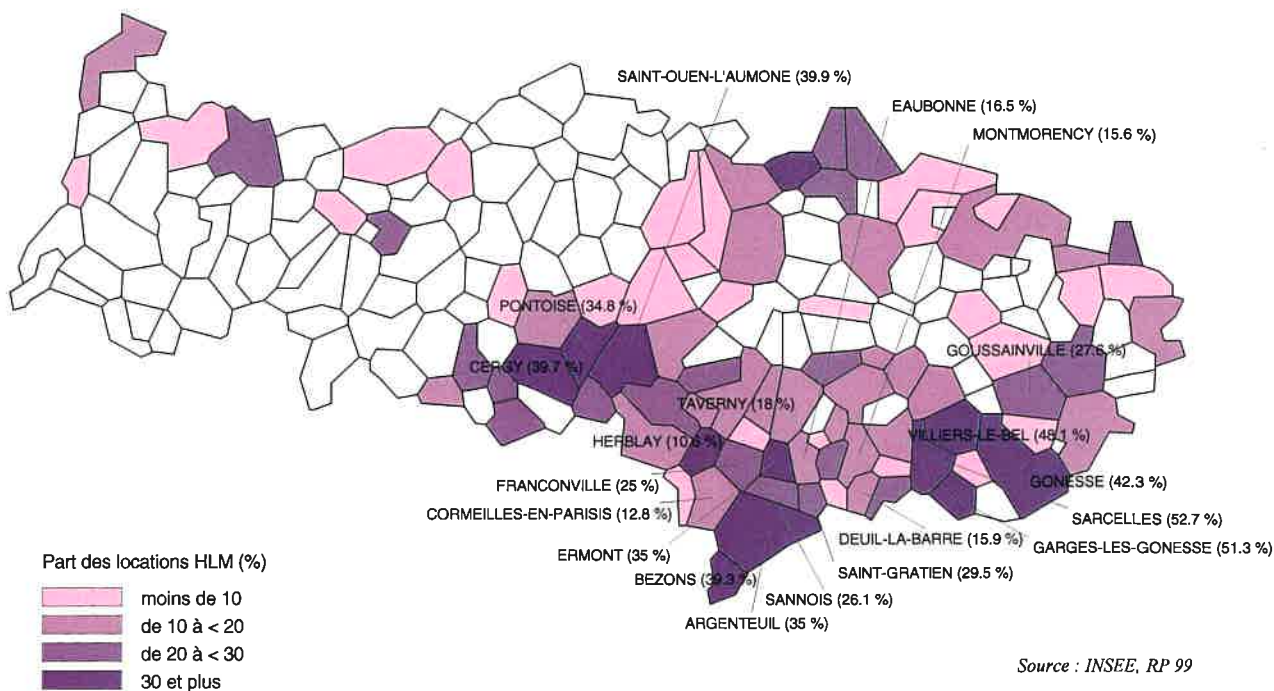 SAINT-OUEN-L'AUMONE (39.9 %)
EAUBONNE (16.5 %)
MONTMORENCY (15.6 %)
PONTOISE (34.8 %)
GOUSSAINVILLE (27.6 %)
CERGY (39.7 %)
TAVERNY (18 %)
HERBLAY (10.6 %)
VILLIERS-LE-BEL (48.1 %)
FRANCONVILLE (25 %)
GONESSE (42.3 %)
CORMEILLES-EN-PARISIS (12.8 %)
SARCELLES (52.7 %)
DEUIL-LA-BARRE (15.9 %)
GARGES-LES-GONESSE (51.3 %)
ERMONT (35 %)
BEZONS (39.3 %)
SAINT-GRATIEN (29.5 %)
SANNOIS (26.1 %)
ARGENTEUIL (35 %)
Part des locations HLM (%)
moins de 10
de 10 à < 20
de 20 à < 30
30 et plus
Source : INSEE, RP 99